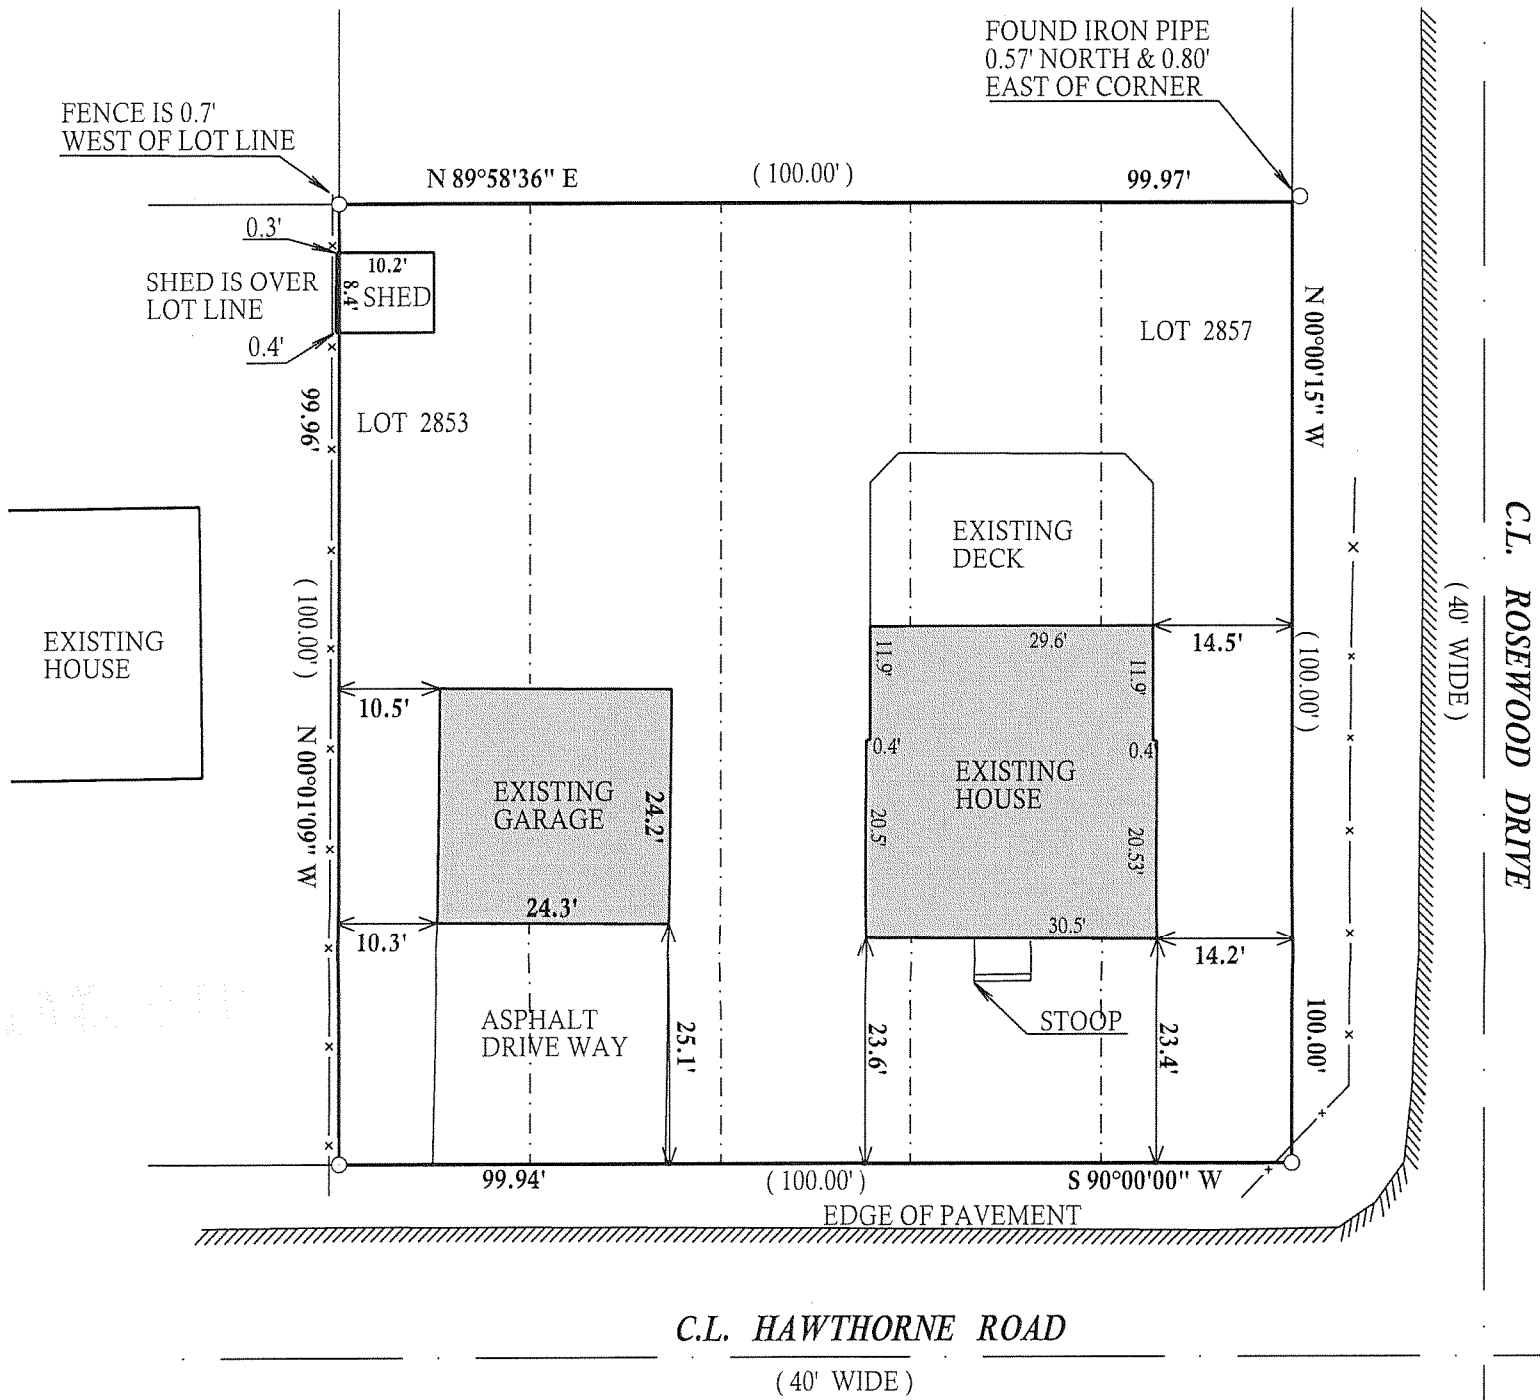 FOUND IRON PIPE
0.57' NORTH & 0.80'
EAST OF CORNER
FENCE IS 0.7'
WEST OF LOT LINE
N 89°58'36" E
( 100.00' )
99.97'
0.3'
10.2'
SHED IS OVER
LOT LINE
8.4'
SHED
0.4'
LOT 2857
N 00°00'15" W
99.96'
LOT 2853
EXISTING
DECK
C.L. ROSEWOOD DRIVE
( 40' WIDE )
( 100.00' )
EXISTING
HOUSE
29.6'
14.5'
11.9'
11.9'
( 100.00' )
10.5'
0.4'
0.4'
N 00°01'09" W
EXISTING
GARAGE
24.2'
EXISTING
HOUSE
20.5'
20.53'
24.3'
30.5'
10.3'
14.2'
ASPHALT
DRIVE WAY
25.1'
23.6'
STOOP
23.4'
100.00'
99.94'
( 100.00' )
S 90°00'00" W
EDGE OF PAVEMENT
C.L. HAWTHORNE ROAD
( 40' WIDE )